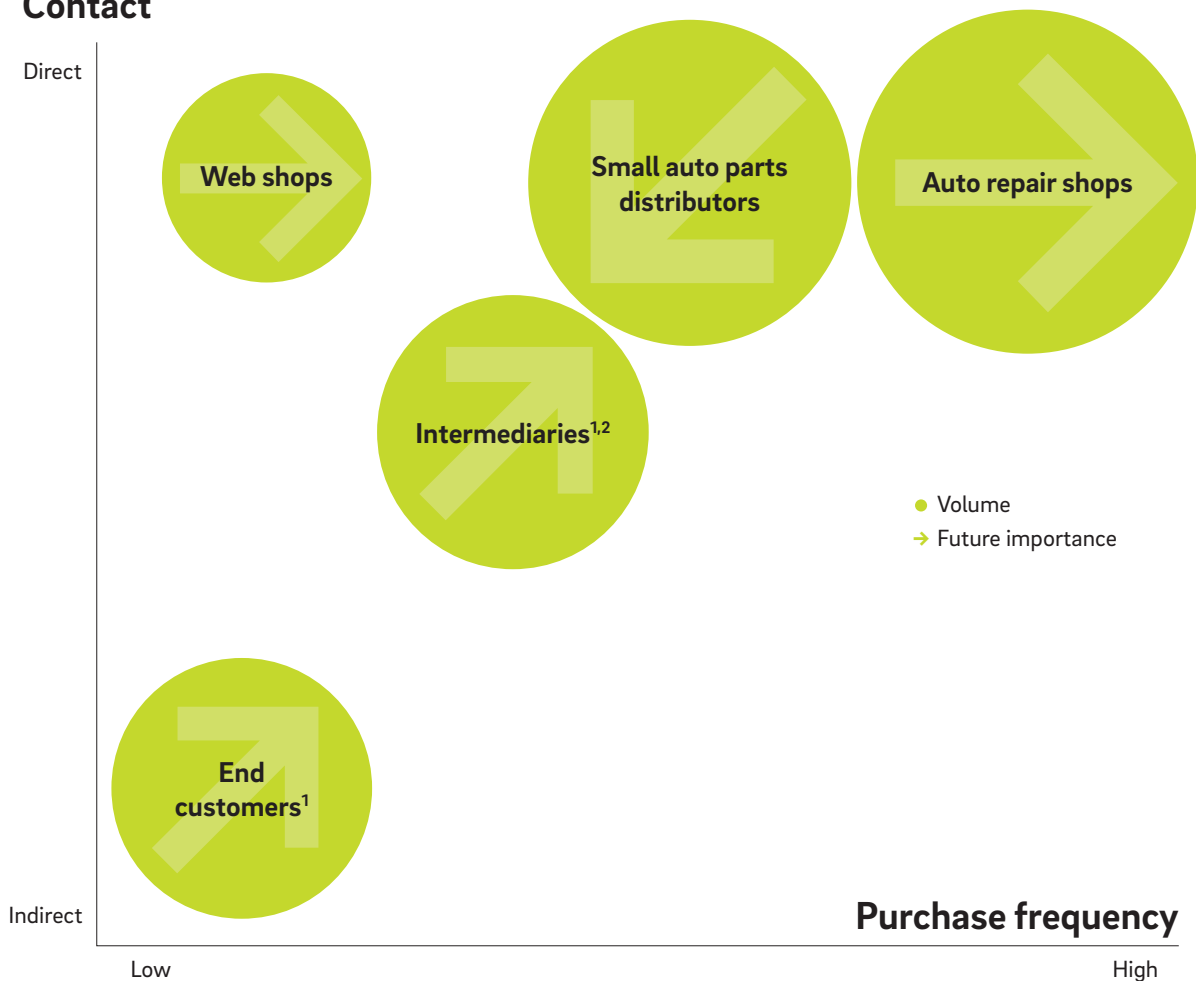 Contact
Direct
Web shops
Small auto parts
distributors
Auto repair shops
Intermediaries1,2
Volume
Future importance
End
customers1
Indirect
Purchase frequency
Low
High